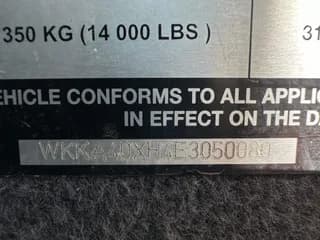 350 KG (14 000 LBS)
31
EHICLE CONFORMS TO ALL APPLIC
IN EFFECT ON THE D